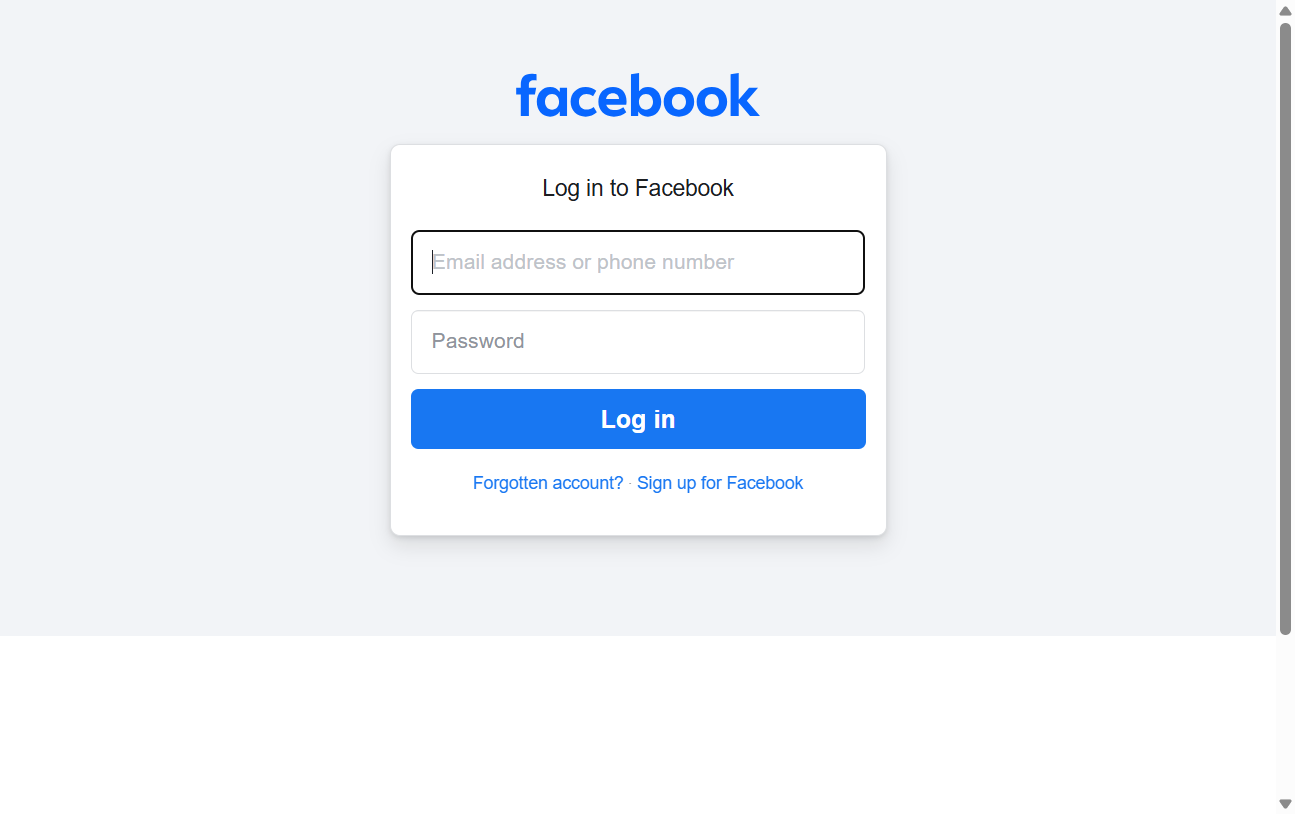 facebook
Log in to Facebook
Email address or phone number
Password
Log in
Forgotten account? · Sign up for Facebook